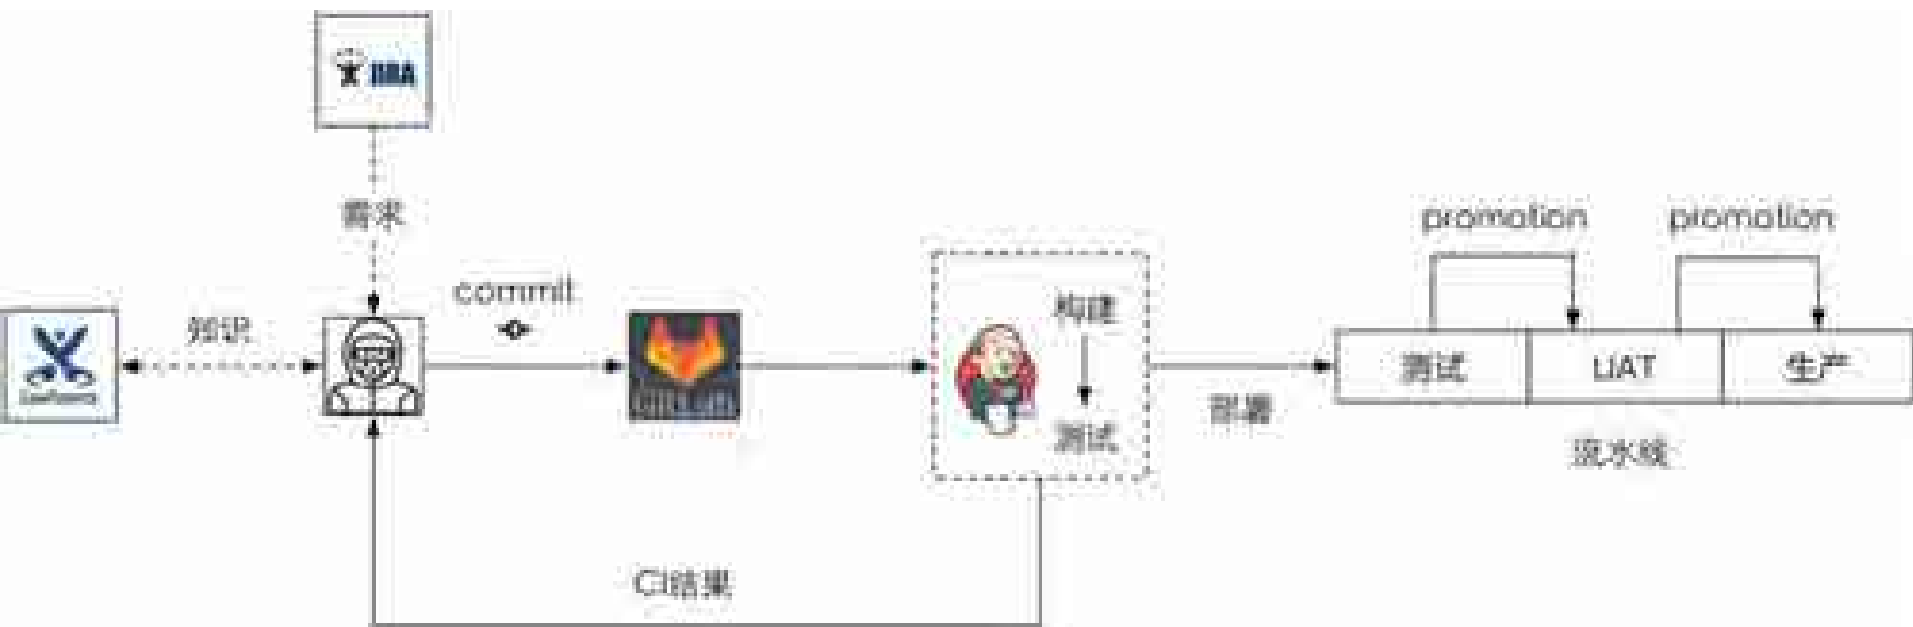 JIRA
需求
promotion
promotion
commit
知识
构建
测试
测试
UAT
生产
部署
流水线
CI结果